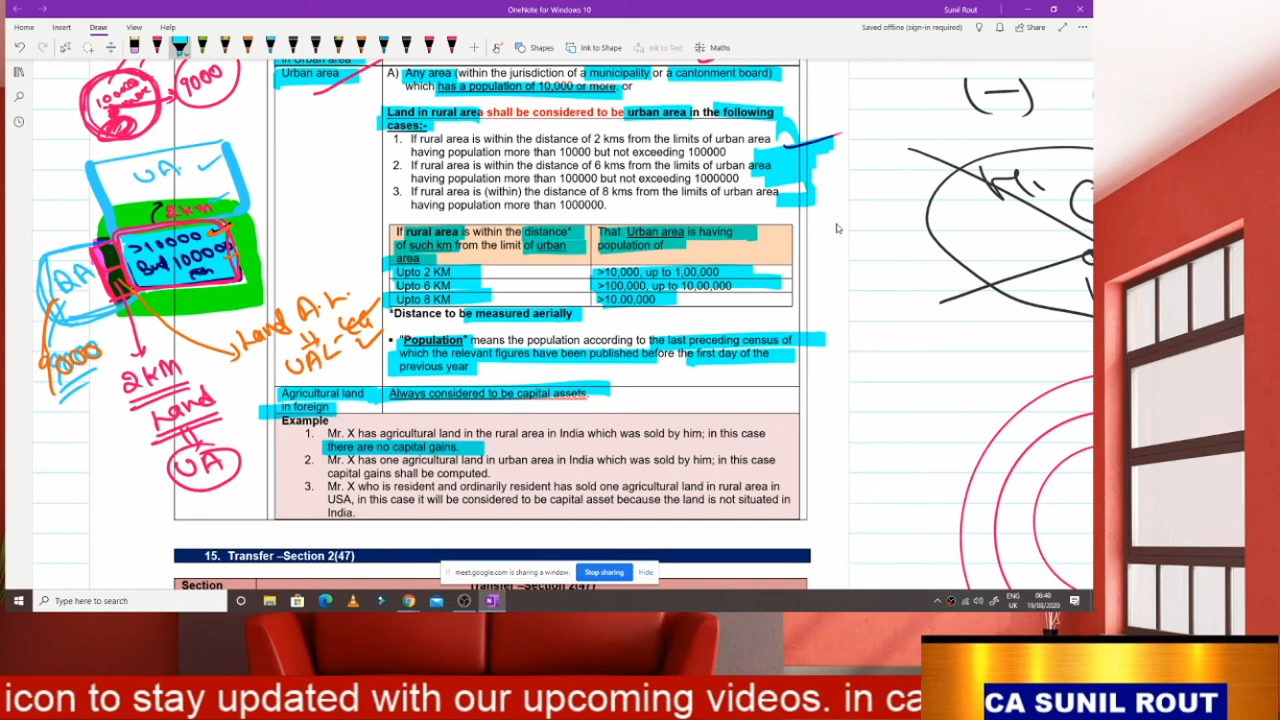 OneNote for Windows 10
Sunil Rout
Home Insert Draw View Help
Saved offline (sign-in required)
Share
Shapes
Ink to Shape
Ink to Text
Maths
in Urban area
Urban area
A) Any area (within the jurisdiction of a municipality or a cantonment board)
which has a population of 10,000 or more, or
Land in rural area shall be considered to be urban area in the following
cases:-
1. If rural area is within the distance of 2 kms from the limits of urban area
having population more than 10000 but not exceeding 100000
2. If rural area is within the distance of 6 kms from the limits of urban area
having population more than 100000 but not exceeding 1000000
3. If rural area is (within) the distance of 8 kms from the limits of urban area
having population more than 1000000.
If rural area is within the distance*
of such km from the limit of urban
area
That Urban area is having
population of
Upto 2 KM >10,000, up to 1,00,000
Upto 6 KM >100,000, up to 10,00,000
Upto 8 KM >10,00,000
*Distance to be measured aerially
• "Population" means the population according to the last preceding census of
which the relevant figures have been published before the first day of the
previous year
Agricultural land
in foreign
Always considered to be capital assets.
Example
1. Mr. X has agricultural land in the rural area in India which was sold by him; in this case
there are no capital gains.
2. Mr. X has one agricultural land in urban area in India which was sold by him; in this case
capital gains shall be computed.
3. Mr. X who is resident and ordinarily resident has sold one agricultural land in rural area in
USA, in this case it will be considered to be capital asset because the land is not situated in
India.
15. Transfer –Section 2(47)
Section Transfer –Section 2(47)
9000
UA
2km
>10000
But 100000
RA
90000
2KM
Land
UA
Land A.L.
UAL
(-)
meet.google.com is sharing a window.
Stop sharing
Hide
Type here to search
ENG
UK
06:40
19/08/2020
icon to stay updated with our upcoming videos. in ca
CA SUNIL ROUT